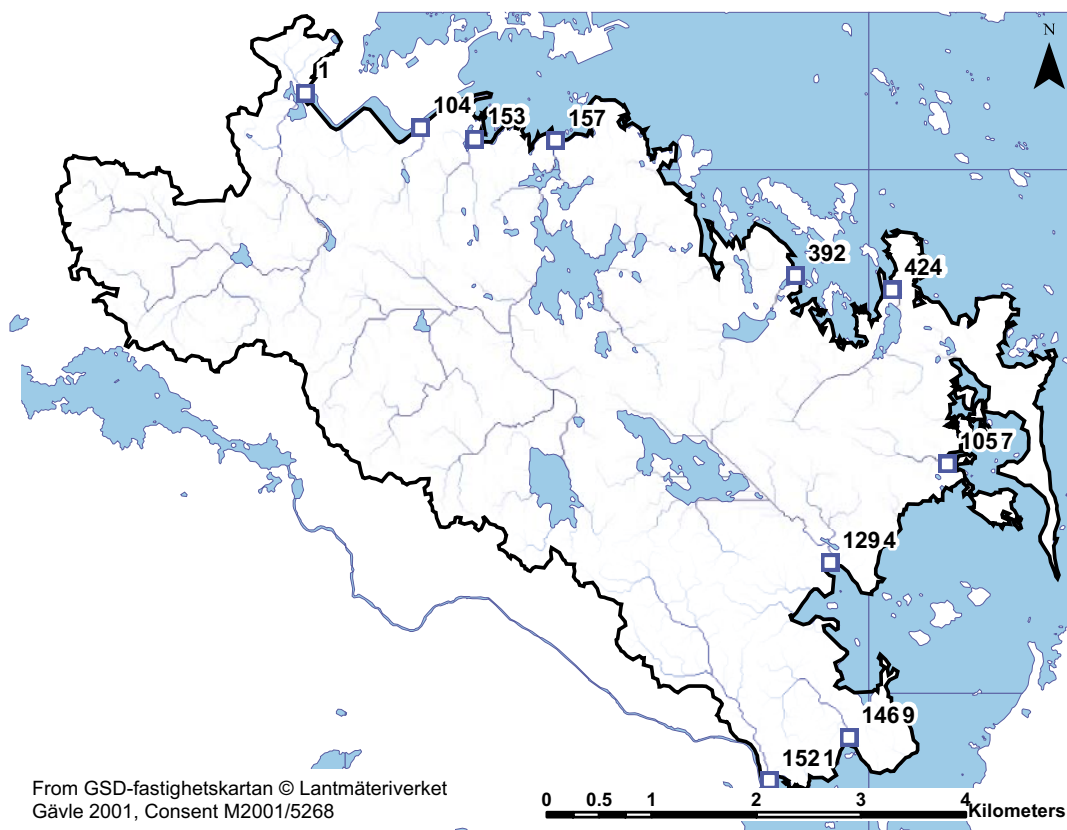 N
1
104
153
157
392
424
1057
1294
1469
1521
From GSD-fastighetskartan © Lantmäteriverket
Gävle 2001, Consent M2001/5268
0 0.5 1 2 3 4
Kilometers